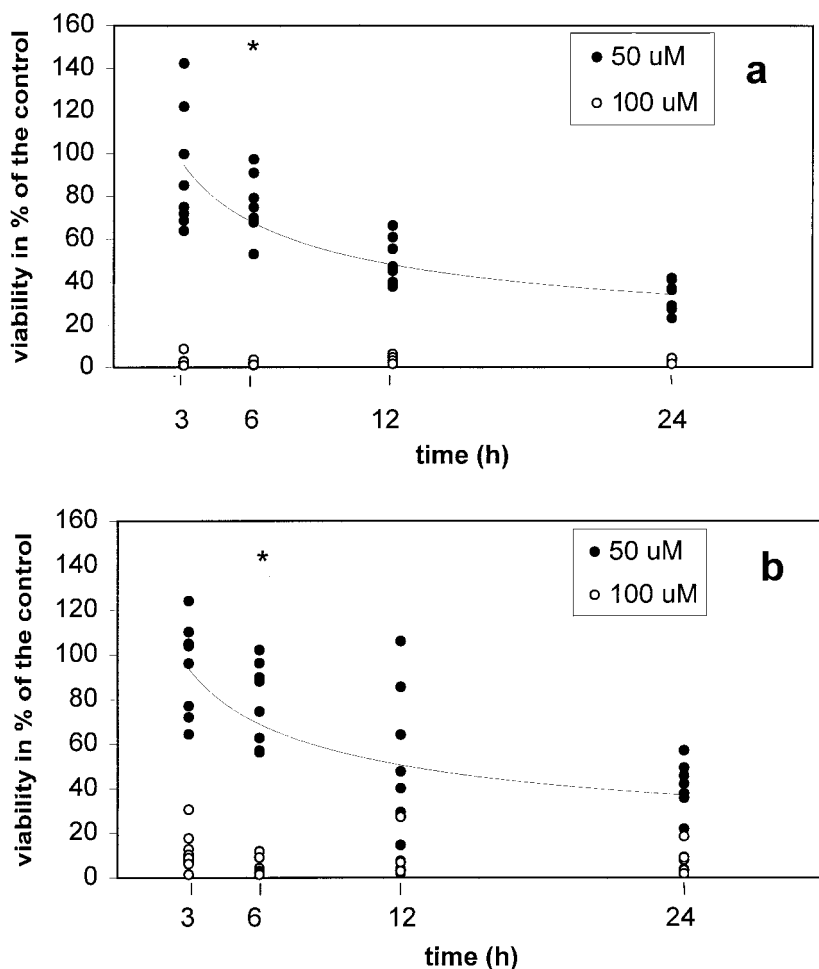 160
140
120
100
80
60
40
20
0
viability in % of the control
*
● 50 uM
○ 100 uM
a
3 6 12 24
time (h)
160
140
120
100
80
60
40
20
0
viability in % of the control
*
● 50 uM
○ 100 uM
b
3 6 12 24
time (h)